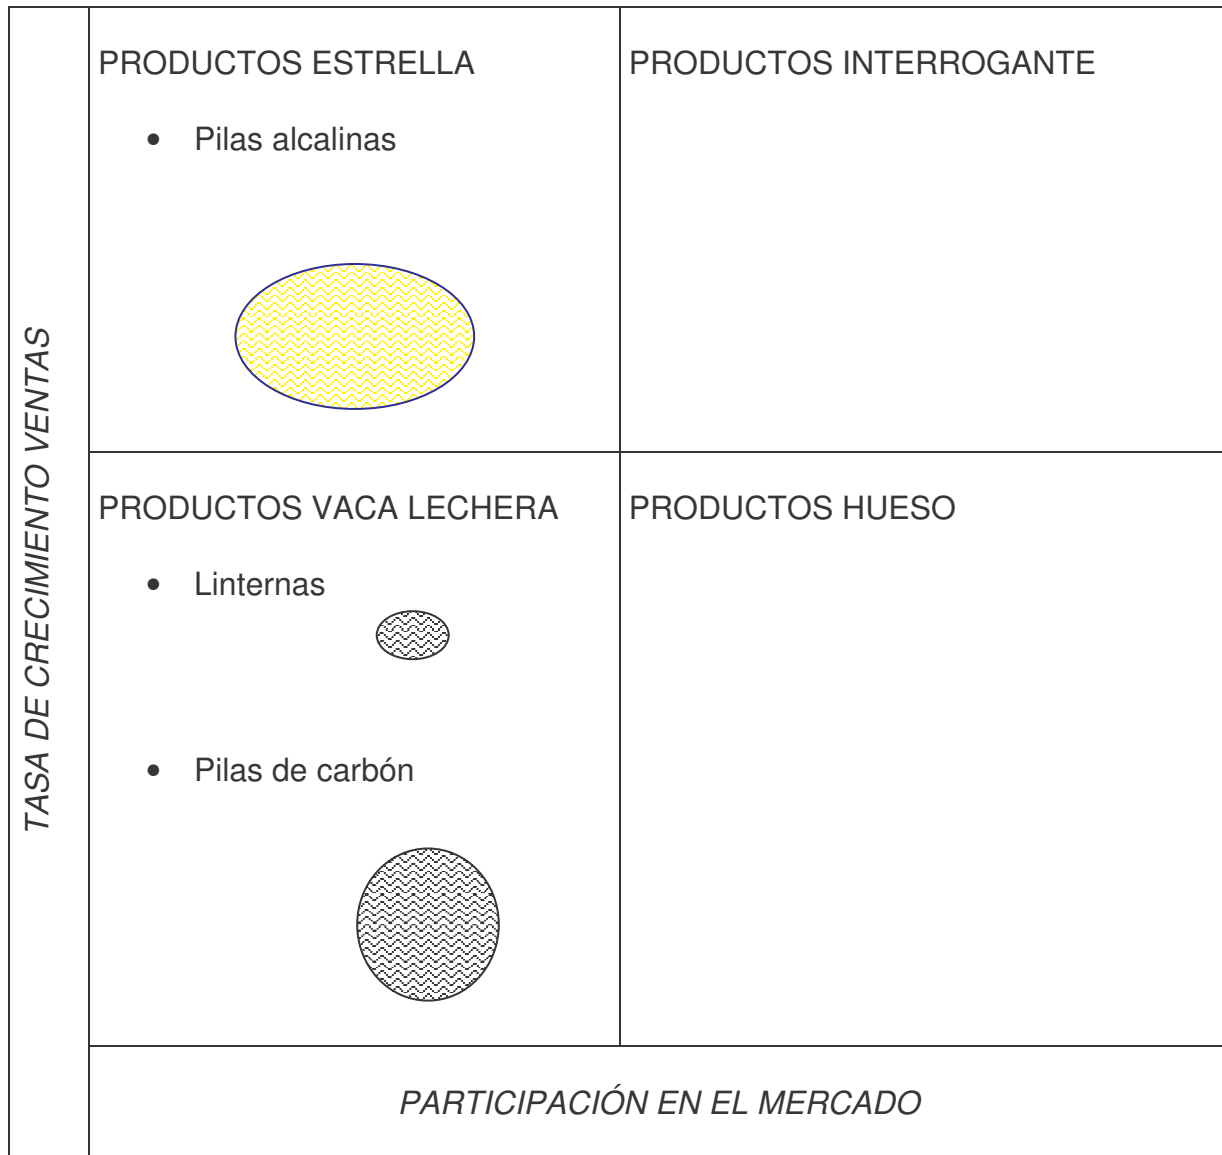 TASA DE CRECIMIENTO VENTAS
PRODUCTOS ESTRELLA
• Pilas alcalinas
PRODUCTOS INTERROGANTE
PRODUCTOS VACA LECHERA
• Linternas
• Pilas de carbón
PRODUCTOS HUESO
PARTICIPACIÓN EN EL MERCADO